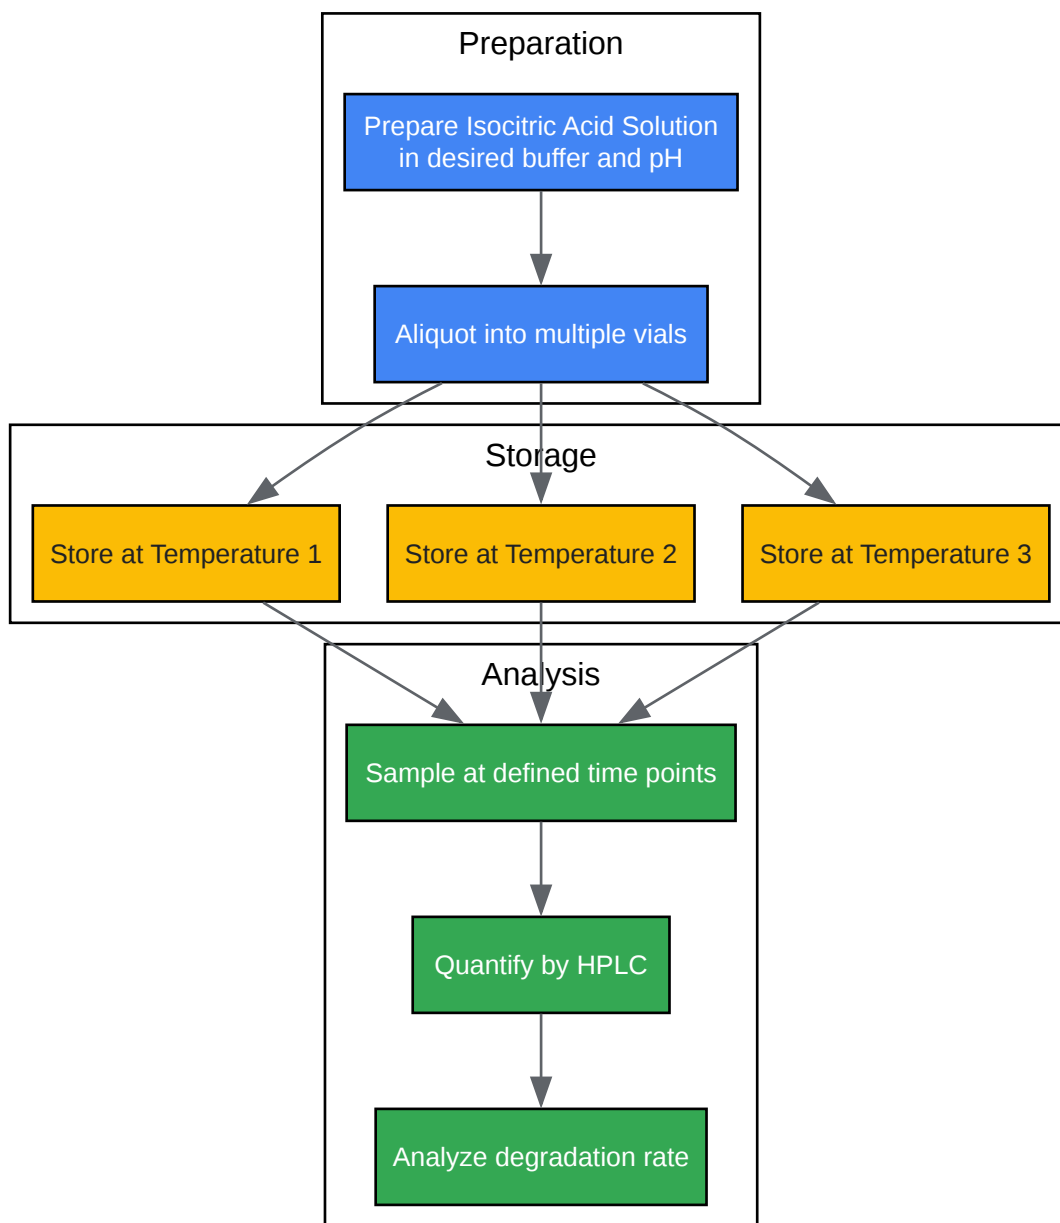 Preparation
Prepare Isocitric Acid Solution
in desired buffer and pH
Aliquot into multiple vials
Storage
Store at Temperature 1
Store at Temperature 2
Store at Temperature 3
Analysis
Sample at defined time points
Quantify by HPLC
Analyze degradation rate